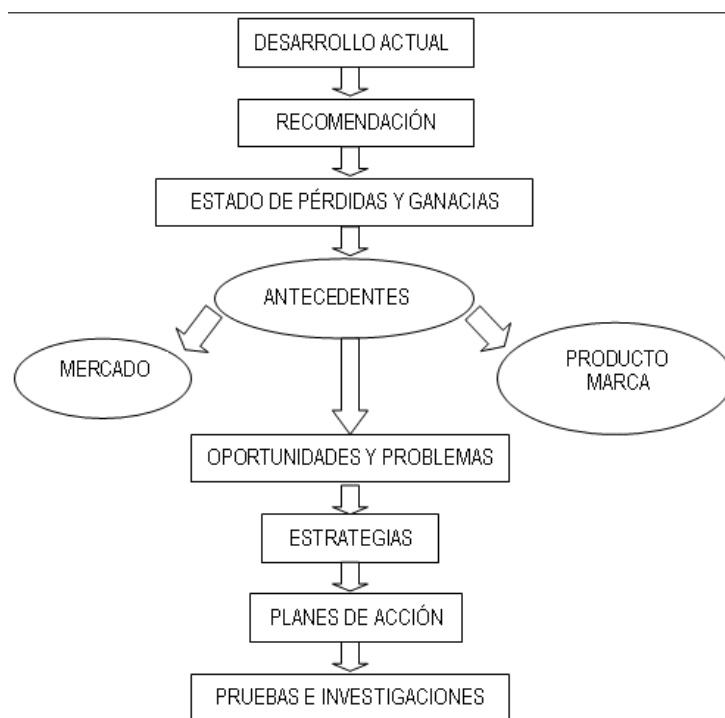 DESARROLLO ACTUAL
RECOMENDACIÓN
ESTADO DE PÉRDIDAS Y GANACIAS
ANTECEDENTES
MERCADO
PRODUCTO
MARCA
OPORTUNIDADES Y PROBLEMAS
ESTRATEGIAS
PLANES DE ACCIÓN
PRUEBAS E INVESTIGACIONES